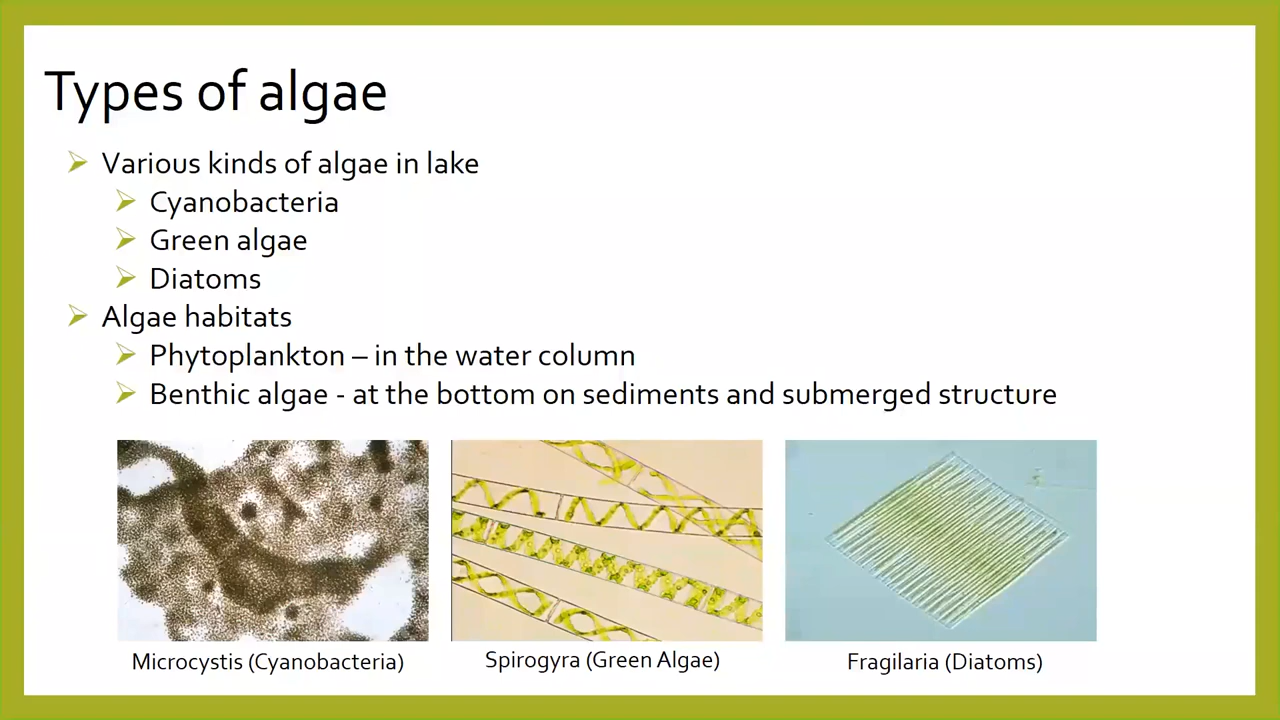 Types of algae
Various kinds of algae in lake
Cyanobacteria
Green algae
Diatoms
Algae habitats
Phytoplankton – in the water column
Benthic algae - at the bottom on sediments and submerged structure
Microcystis (Cyanobacteria)
Spirogyra (Green Algae)
Fragilaria (Diatoms)